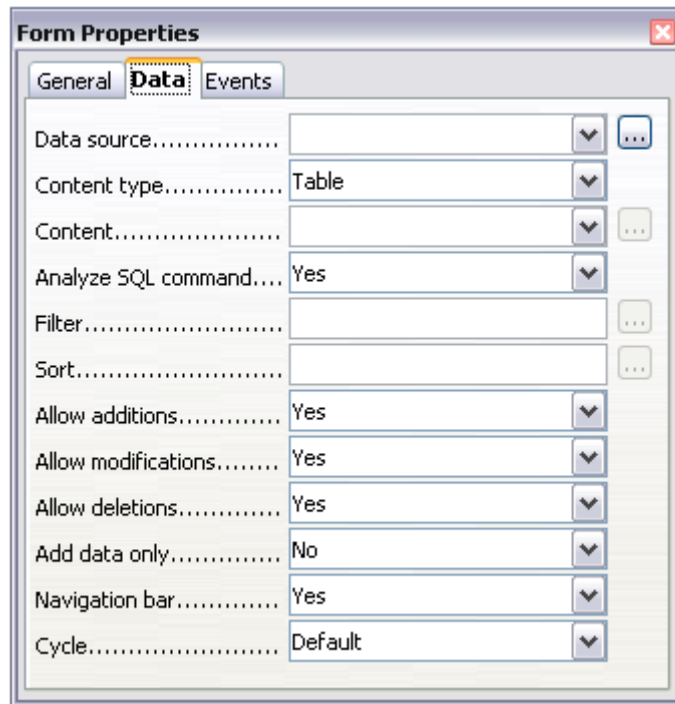 Form Properties
General Data Events
Data source................ ...
Content type............... Table
Content..................... ...
Analyze SQL command.... Yes
Filter........................ ...
Sort.......................... ...
Allow additions............. Yes
Allow modifications........ Yes
Allow deletions............. Yes
Add data only.............. No
Navigation bar............. Yes
Cycle........................ Default